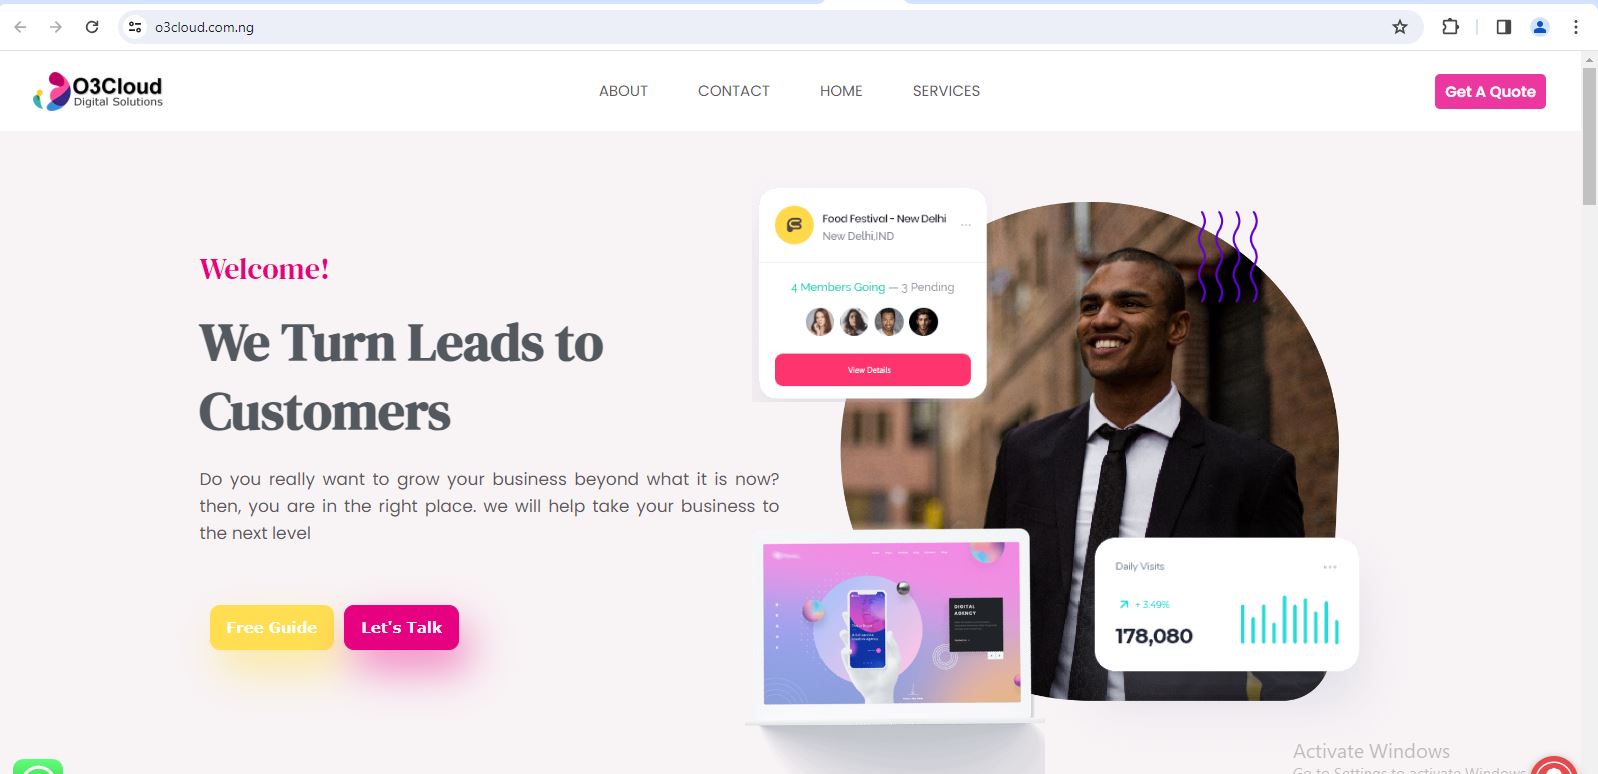 o3cloud.com.ng
O3Cloud
Digital Solutions
ABOUT CONTACT HOME SERVICES
Get A Quote
Welcome!
We Turn Leads to
Customers
Do you really want to grow your business beyond what it is now?
then, you are in the right place. we will help take your business to
the next level
Free Guide Let's Talk
Food Festival - New Delhi
New Delhi,IND
4 Members Going — 3 Pending
View Details
DIGITAL
AGENCY
Daily Visits
+ 3.49%
178,080
Activate Windows
Go to Settings to activate Windows